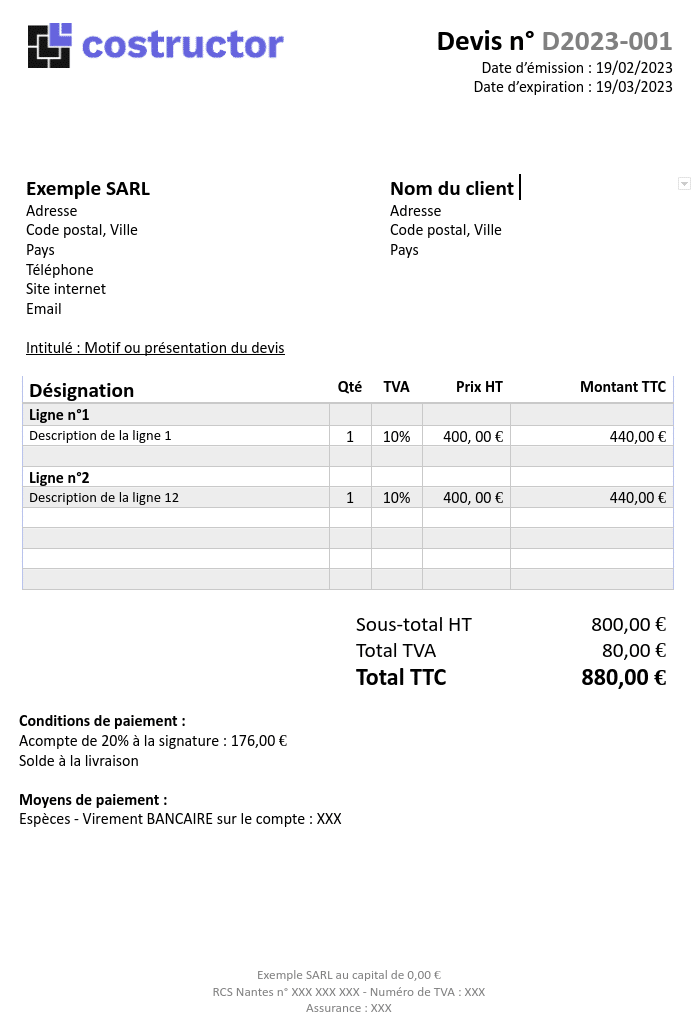 costructor
Devis n° D2023-001
Date d’émission : 19/02/2023
Date d’expiration : 19/03/2023
Exemple SARL
Adresse
Code postal, Ville
Pays
Téléphone
Site internet
Email
Nom du client
Adresse
Code postal, Ville
Pays
Intitulé : Motif ou présentation du devis
Désignation Qté TVA Prix HT Montant TTC
Ligne n°1
Description de la ligne 1 1 10% 400, 00 € 440,00 €
Ligne n°2
Description de la ligne 12 1 10% 400, 00 € 440,00 €
Sous-total HT 800,00 €
Total TVA 80,00 €
Total TTC 880,00 €
Conditions de paiement :
Acompte de 20% à la signature : 176,00 €
Solde à la livraison
Moyens de paiement :
Espèces - Virement BANCAIRE sur le compte : XXX
Exemple SARL au capital de 0,00 €
RCS Nantes n° XXX XXX XXX - Numéro de TVA : XXX
Assurance : XXX